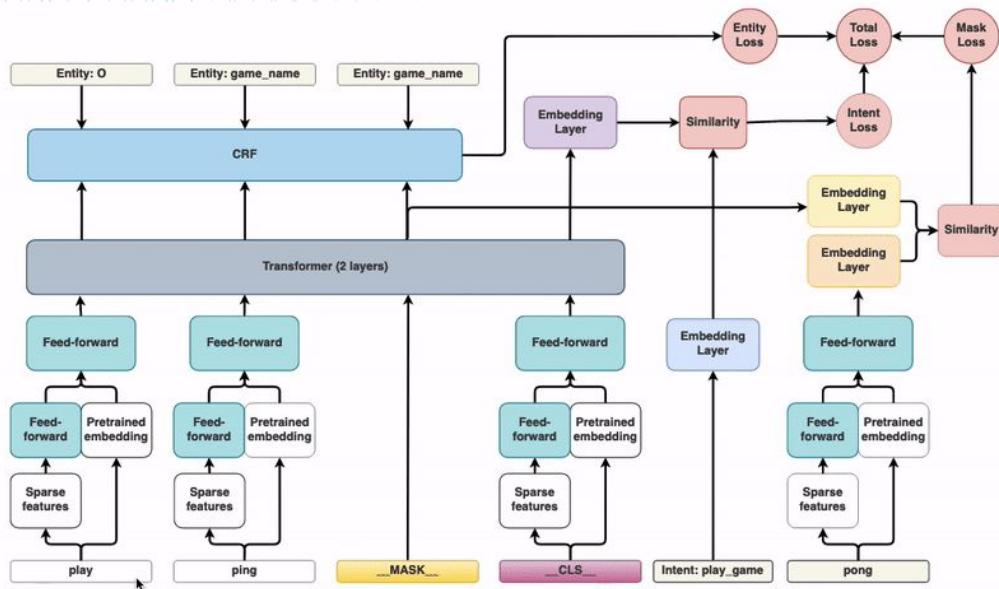 Entity
Loss
Total
Loss
Mask
Loss
Entity: O
Entity: game_name
Entity: game_name
Embedding
Layer
Similarity
Intent
Loss
CRF
Embedding
Layer
Embedding
Layer
Similarity
Transformer (2 layers)
Feed-forward
Feed-forward
Feed-forward
Embedding
Layer
Feed-forward
Feed-
forward
Pretrained
embedding
Feed-
forward
Pretrained
embedding
Feed-
forward
Pretrained
embedding
Feed-
forward
Pretrained
embedding
Sparse
features
Sparse
features
Sparse
features
Sparse
features
play
ping
__MASK__
__CLS__
Intent: play_game
pong